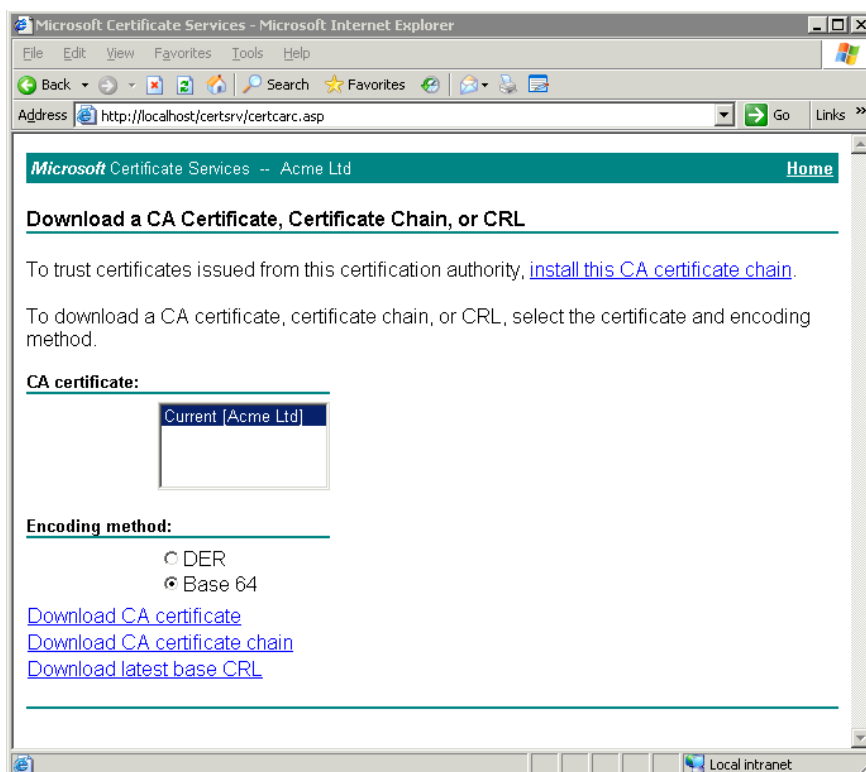 Microsoft Certificate Services - Microsoft Internet Explorer
File Edit View Favorites Tools Help
Back Search Favorites
Address http://localhost/certsrv/certcarc.asp Go Links »
Microsoft Certificate Services -- Acme Ltd Home
Download a CA Certificate, Certificate Chain, or CRL
To trust certificates issued from this certification authority, install this CA certificate chain.
To download a CA certificate, certificate chain, or CRL, select the certificate and encoding
method.
CA certificate:
Current [Acme Ltd]
Encoding method:
DER
Base 64
Download CA certificate
Download CA certificate chain
Download latest base CRL
Local intranet